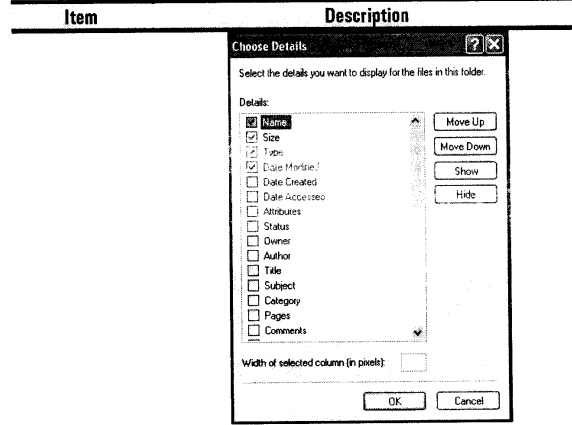 Item Description
Choose Details
Select the details you want to display for the files in this folder.
Details:
Name
Size
Type
Date Modified
Date Created
Date Accessed
Attributes
Status
Owner
Author
Title
Subject
Category
Pages
Comments
Move Up
Move Down
Show
Hide
Width of selected column (in pixels):
OK Cancel